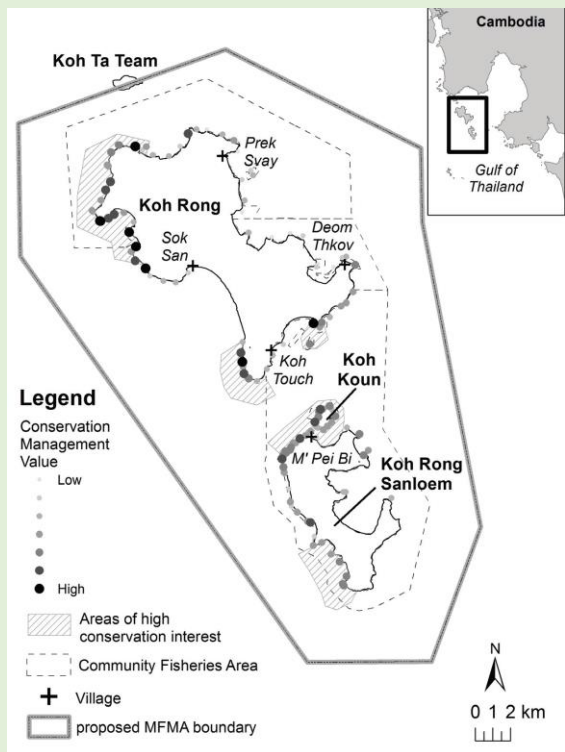 Cambodia
Gulf of
Thailand
Koh Ta Team
Prek
Svay
Koh Rong
Sok
San
Deom
Thkov
Koh
Touch
Koh
Koun
M' Pei Bi
Koh Rong
Sanloem
Legend
Conservation
Management
Value
Low
High
Areas of high
conservation interest
Community Fisheries Area
Village
proposed MFMA boundary
N
0 1 2 km